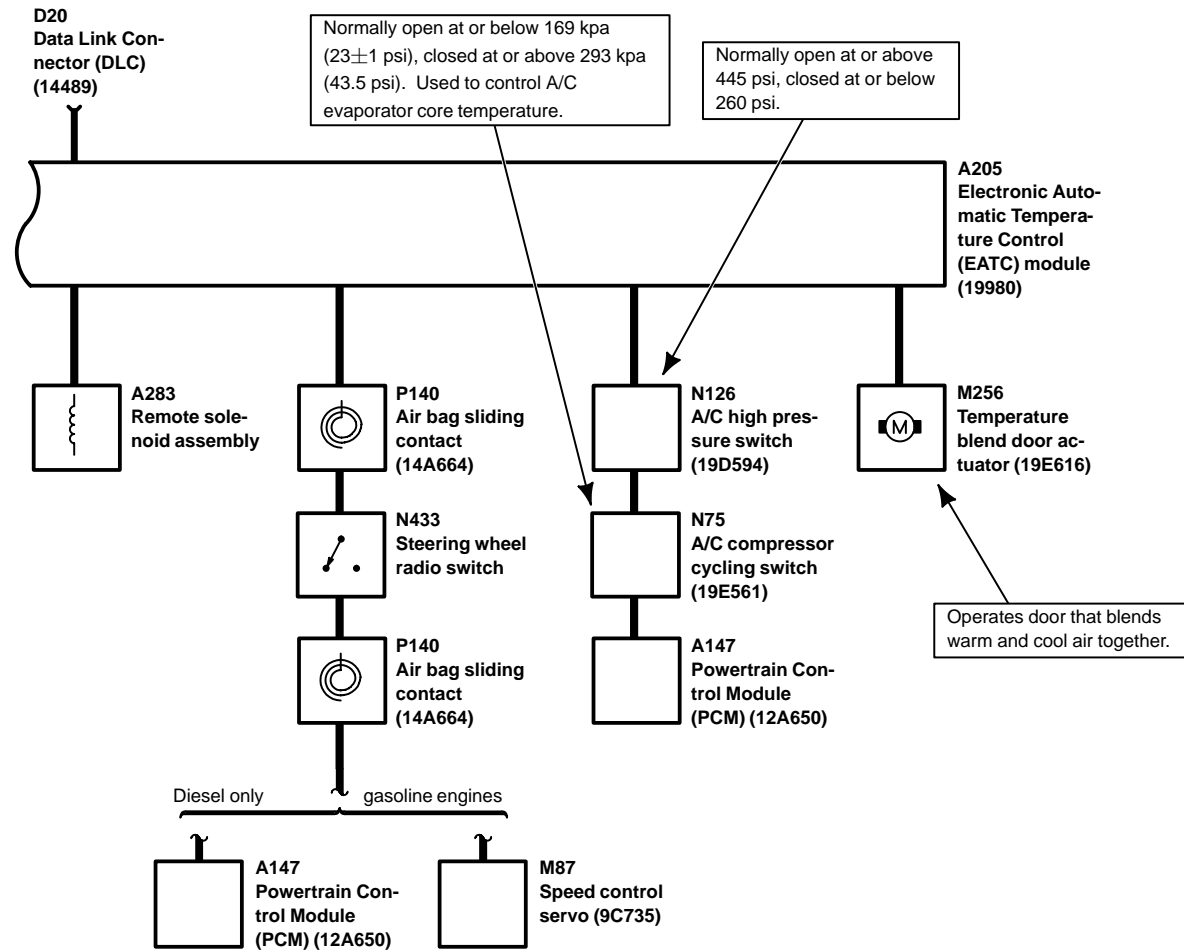 D20
Data Link Con-
nector (DLC)
(14489)
Normally open at or below 169 kpa
(23±1 psi), closed at or above 293 kpa
(43.5 psi). Used to control A/C
evaporator core temperature.
Normally open at or above
445 psi, closed at or below
260 psi.
A205
Electronic Auto-
matic Tempera-
ture Control
(EATC) module
(19980)
A283
Remote sole-
noid assembly
P140
Air bag sliding
contact
(14A664)
N126
A/C high pres-
sure switch
(19D594)
M256
Temperature
blend door ac-
tuator (19E616)
M
N433
Steering wheel
radio switch
N75
A/C compressor
cycling switch
(19E561)
Operates door that blends
warm and cool air together.
P140
Air bag sliding
contact
(14A664)
A147
Powertrain Con-
trol Module
(PCM) (12A650)
Diesel only
gasoline engines
A147
Powertrain Con-
trol Module
(PCM) (12A650)
M87
Speed control
servo (9C735)